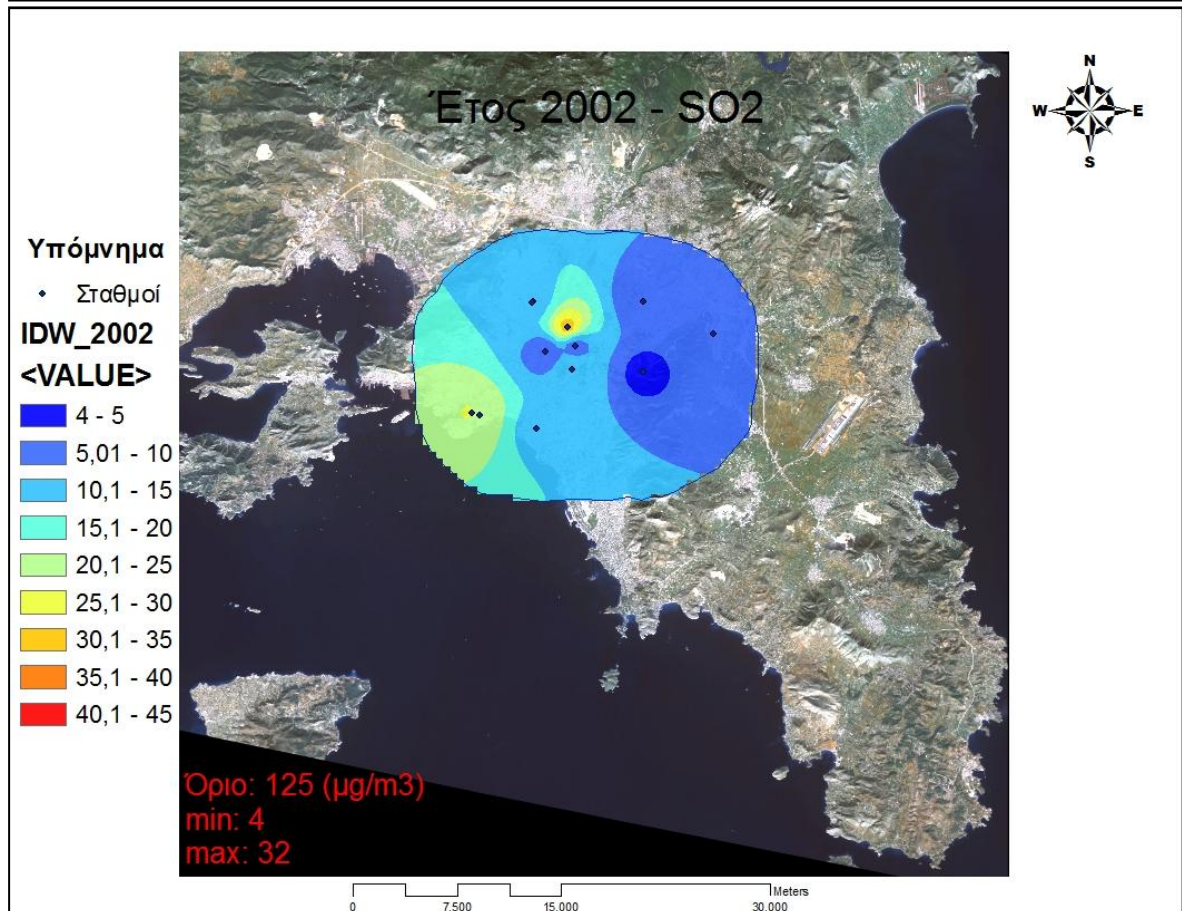 Έτος 2002 - SO2
N
W E
S
Υπόμνημα
Σταθμοί
IDW_2002
<VALUE>
4 - 5
5,01 - 10
10,1 - 15
15,1 - 20
20,1 - 25
25,1 - 30
30,1 - 35
35,1 - 40
40,1 - 45
Όριο: 125 (μg/m3)
min: 4
max: 32
Meters
0 7.500 15.000 30.000